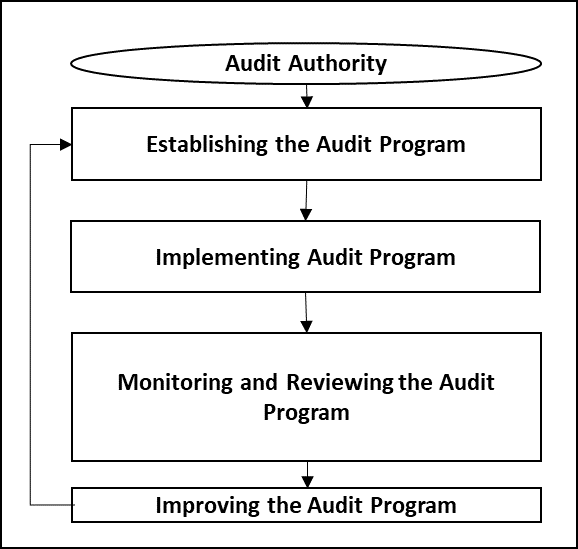 Audit Authority
Establishing the Audit Program
Implementing Audit Program
Monitoring and Reviewing the Audit
Program
Improving the Audit Program